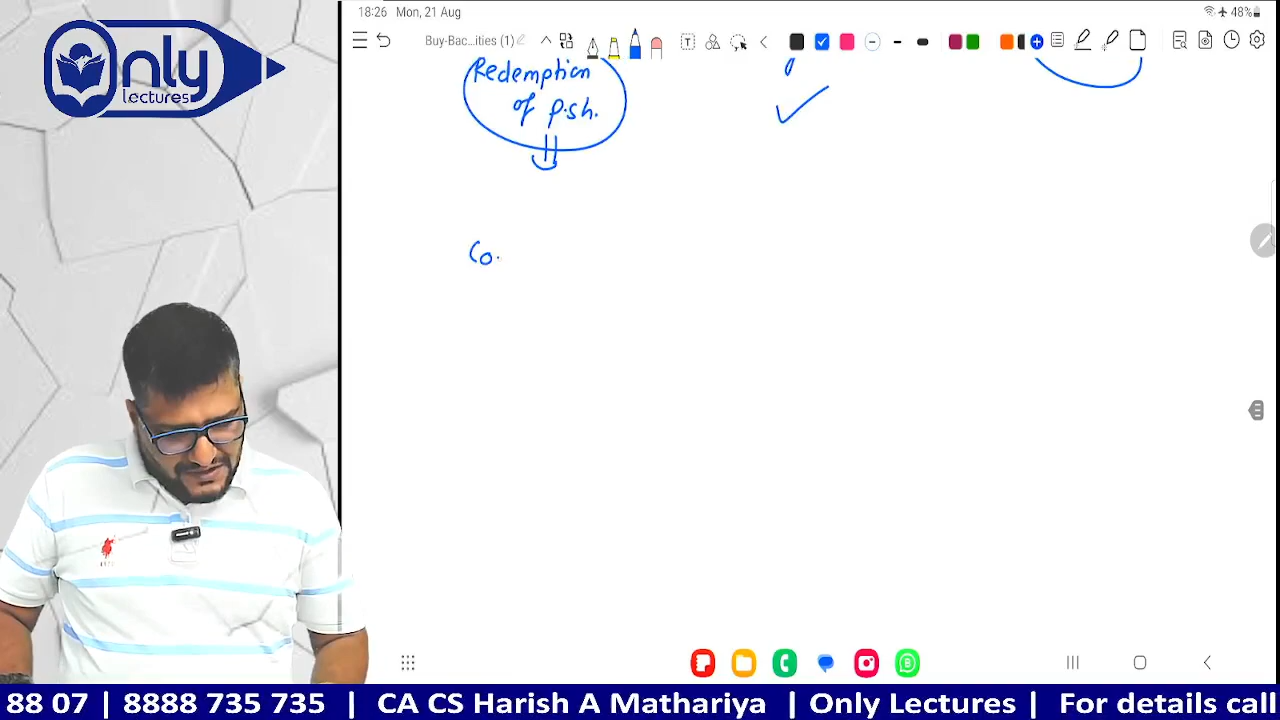 18:26 Mon, 21 Aug
48%
Only
lectures
Buy-Bac...ities (1)
T
Redemption
of p.sh.
Co.
88 07 | 8888 735 735 | CA CS Harish A Mathariya | Only Lectures | For details call